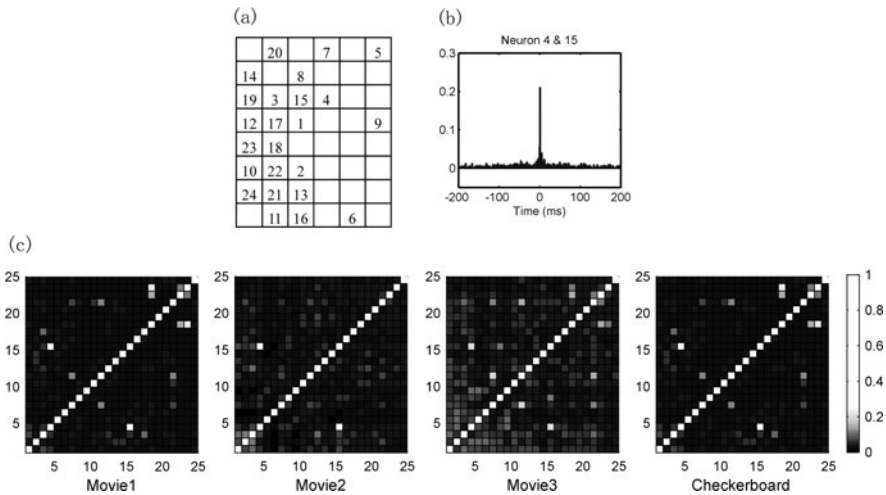 (a)
20 7 5
14 8
19 3 15 4
12 17 1 9
23 18
10 22 2
24 21 13
11 16 6
(b)
Neuron 4 & 15
0.3
0.2
0.1
0
-200 -100 0 100 200
Time (ms)
(c)
25
20
15
10
5
5 10 15 20 25
Movie1
25
20
15
10
5
5 10 15 20 25
Movie2
25
20
15
10
5
5 10 15 20 25
Movie3
25
20
15
10
5
5 10 15 20 25
Checkerboard
1
0.8
0.6
0.4
0.2
0